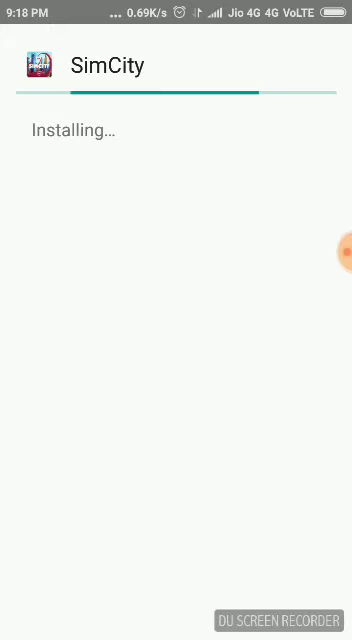 9:18 PM ... 0.69K/s Jio 4G 4G VoLTE
SimCity
Installing...
DU SCREEN RECORDER